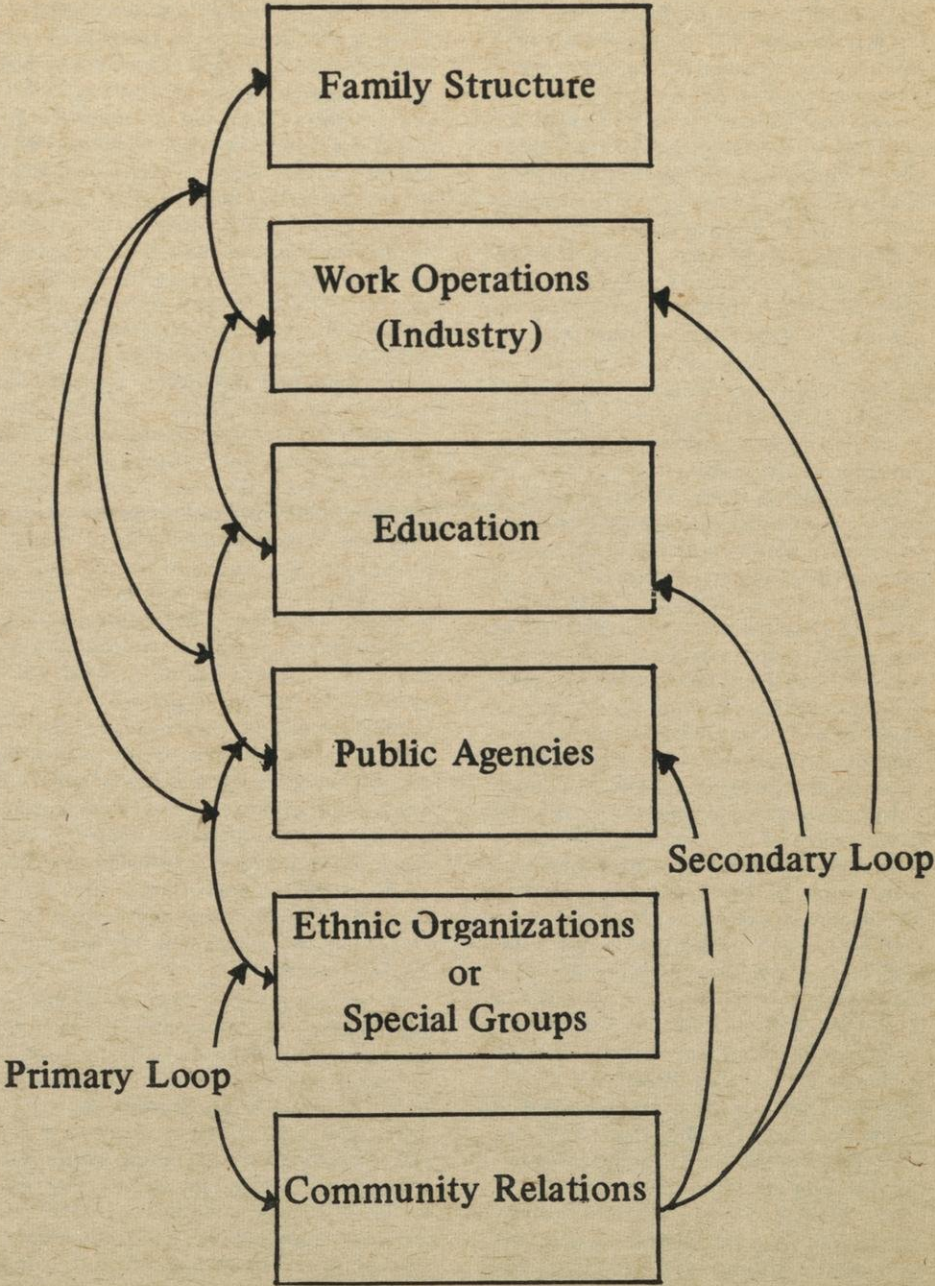 Family Structure
Work Operations
(Industry)
Education
Public Agencies
Secondary Loop
Ethnic Organizations
or
Special Groups
Primary Loop
Community Relations